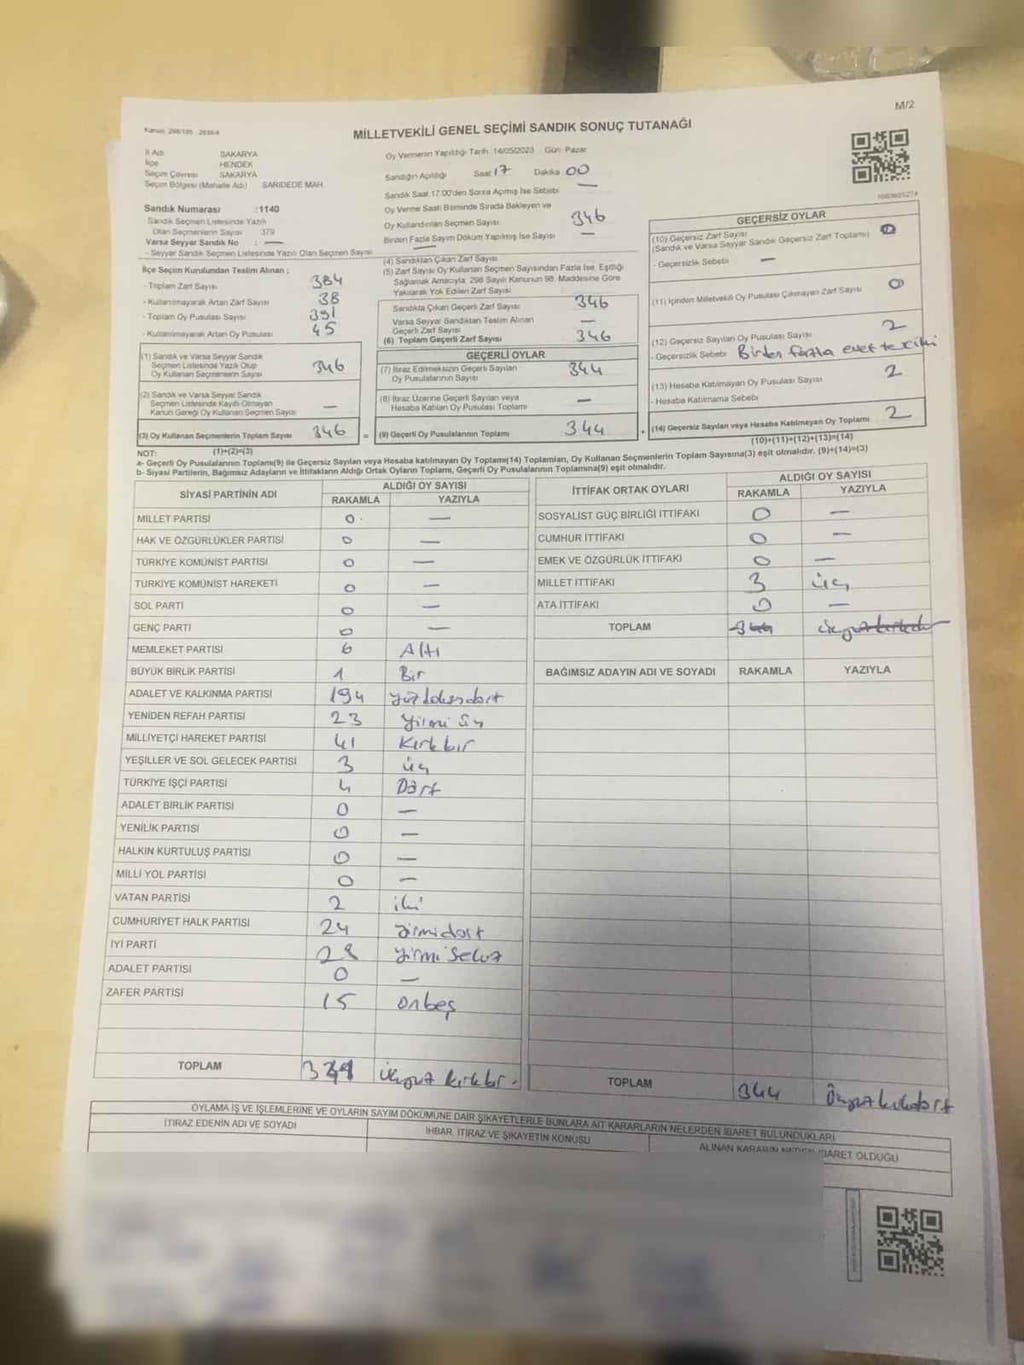 M/2
Kanun: 298/105 - 2839/4
MİLLETVEKİLİ GENEL SEÇİMİ SANDIK SONUÇ TUTANAĞI
İl Adı SAKARYA
İlçe HENDEK
Seçim Çevresi SAKARYA
Seçim Bölgesi (Mahalle Adı) SARIDEDE MAH.
Sandık Numarası :1140
Sandık Seçmen Listesinde Yazılı
Olan Seçmenlerin Sayısı 379
Varsa Seyyar Sandık No : —
- Seyyar Sandık Listesinde Yazılı Olan Seçmen Sayısı
Oy Vermenin Yapıldığı Tarih :14/05/2023 Gün: Pazar
Sandığın Açıldığı Saat 17 Dakika 00
Sandık Saat 17:00'den Sonra Açılmış İse Sebebi —
Oy Verme Saati Bitiminde Sırada Bekleyen ve
Oy Kullandırılan Seçmen Sayısı 346
Birden Fazla Sayım Döküm Yapılmış İse Sayısı —
İlçe Seçim Kurulundan Teslim Alınan ;
- Toplam Zarf Sayısı 384
- Kullanılmayarak Artan Zarf Sayısı 38
- Toplam Oy Pusulası Sayısı 391
- Kullanılmayarak Artan Oy Pusulası 45
(1) Sandık ve Varsa Seyyar Sandık
Seçmen Listesinde Yazılı Olup
Oy Kullanan Seçmenlerin Sayısı 346
(2) Sandık ve Varsa Seyyar Sandık
Seçmen Listesinde Kayıtlı Olmayan
Kanun Gereği Oy Kullanan Seçmen Sayısı —
(3) Oy Kullanan Seçmenlerin Toplam Sayısı 346
(1)+(2)=(3)
(4) Sandıktan Çıkan Zarf Sayısı
(5) Zarf Sayısı Oy Kullanan Seçmen Sayısından Fazla İse, Eşitliği
Sağlamak Amacıyla; 298 Sayılı Kanunun 98. Maddesine Göre
Yakılarak Yok Edilen Zarf Sayısı
Sandıkta Çıkan Geçerli Zarf Sayısı 346
Varsa Seyyar Sandıktan Teslim Alınan
Geçerli Zarf Sayısı —
(6) Toplam Geçerli Zarf Sayısı 346
GEÇERLİ OYLAR
(7) İtiraz Edilmeksizin Geçerli Sayılan
Oy Pusulalarının Sayısı 344
(8) İtiraz Üzerine Geçerli Sayılan veya
Hesaba Katılan Oy Pusulası Toplamı —
= (9) Geçerli Oy Pusulalarının Toplamı 344 +
GEÇERSİZ OYLAR
(10) Geçersiz Zarf Sayısı
(Sandık ve Varsa Seyyar Sandık Geçersiz Zarf Toplamı)
- Geçersizlik Sebebi —
(11) İçinden Milletvekili Oy Pusulası Çıkmayan Zarf Sayısı 0
(12) Geçersiz Sayılan Oy Pusulası Sayısı 2
- Geçersizlik Sebebi Birden fazla evet tercihi
(13) Hesaba Katılmayan Oy Pusulası Sayısı 2
- Hesaba Katılmama Sebebi
(14) Geçersiz Sayılan veya Hesaba Katılmayan Oy Toplamı 2
(10)+(11)+(12)+(13)=(14)
NOT:
a- Geçerli Oy Pusulaları Toplamı(9) ile Geçersiz Sayılan veya Hesaba Katılmayan Oy Toplamı(14) Toplamları, Oy Kullanan Seçmenlerin Toplam Sayısına(3) eşit olmalıdır. (9)+(14)=(3)
b- Siyasi Partilerin, Bağımsız Adayların ve İttifakların Aldığı Ortak Oyların Toplamı, Geçerli Oy Pusulalarının Toplamına(9) eşit olmalıdır.
SİYASİ PARTİNİN ADI ALDIĞI OY SAYISI
RAKAMLA YAZIYLA
MİLLET PARTİSİ 0 —
HAK VE ÖZGÜRLÜKLER PARTİSİ 0 —
TÜRKİYE KOMÜNİST PARTİSİ 0 —
TÜRKİYE KOMÜNİST HAREKETİ 0 —
SOL PARTİ 0 —
GENÇ PARTİ 0 —
MEMLEKET PARTİSİ 6 Altı
BÜYÜK BİRLİK PARTİSİ 1 Bir
ADALET VE KALKINMA PARTİSİ 194 yüzdoksandört
YENİDEN REFAH PARTİSİ 23 Yirmi üç
MİLLİYETÇİ HAREKET PARTİSİ 41 Kırkbir
YEŞİLLER VE SOL GELECEK PARTİSİ 3 üç
TÜRKİYE İŞÇİ PARTİSİ 4 Dört
ADALET BİRLİK PARTİSİ 0 —
YENİLİK PARTİSİ 0 —
HALKIN KURTULUŞ PARTİSİ 0 —
MİLLİ YOL PARTİSİ 0 —
VATAN PARTİSİ 2 iki
CUMHURİYET HALK PARTİSİ 24 Yirmidört
İYİ PARTİ 28 Yirmi Sekiz
ADALET PARTİSİ 0 —
ZAFER PARTİSİ 15 onbeş
TOPLAM 341 üçyüz kırkbir.
İTTİFAK ORTAK OYLARI ALDIĞI OY SAYISI
RAKAMLA YAZIYLA
SOSYALİST GÜÇ BİRLİĞİ İTTİFAKI 0 —
CUMHUR İTTİFAKI 0 —
EMEK VE ÖZGÜRLÜK İTTİFAKI 0 —
MİLLET İTTİFAKI 3 üç
ATA İTTİFAKI 0 —
TOPLAM 344 üçyüzkırkdört
BAĞIMSIZ ADAYIN ADI VE SOYADI RAKAMLA YAZIYLA
TOPLAM 344 Üçyüzkırkdört
OYLAMA İŞ VE İŞLEMLERİNE VE OYLARIN SAYIM DÖKÜMÜNE DAİR ŞİKAYETLERLE BUNLARA AİT KARARLARIN NELERDEN İBARET BULUNDUKLARI
İTİRAZ EDENİN ADI VE SOYADI İHBAR, İTİRAZ VE ŞİKAYETİN KONUSU ALINAN KARARIN NEDEN İBARET OLDUĞU